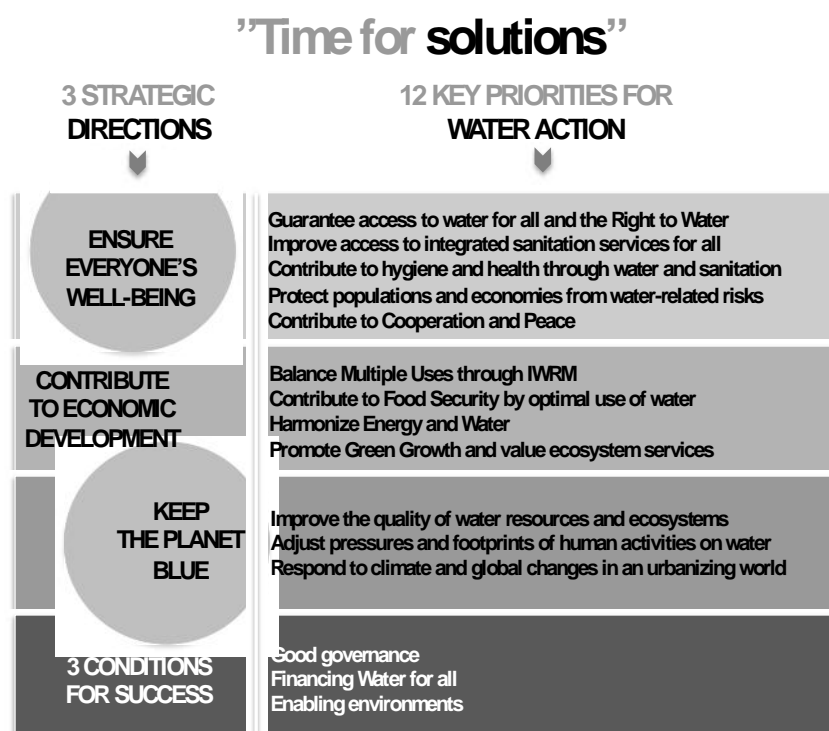 ”Time for solutions”
3 STRATEGIC
DIRECTIONS
12 KEY PRIORITIES FOR
WATER ACTION
ENSURE
EVERYONE’S
WELL-BEING
Guarantee access to water for all and the Right to Water
Improve access to integrated sanitation services for all
Contribute to hygiene and health through water and sanitation
Protect populations and economies from water-related risks
Contribute to Cooperation and Peace
CONTRIBUTE
TO ECONOMIC
DEVELOPMENT
Balance Multiple Uses through IWRM
Contribute to Food Security by optimal use of water
Harmonize Energy and Water
Promote Green Growth and value ecosystem services
KEEP
THE PLANET
BLUE
Improve the quality of water resources and ecosystems
Adjust pressures and footprints of human activities on water
Respond to climate and global changes in an urbanizing world
3 CONDITIONS
FOR SUCCESS
Good governance
Financing Water for all
Enabling environments